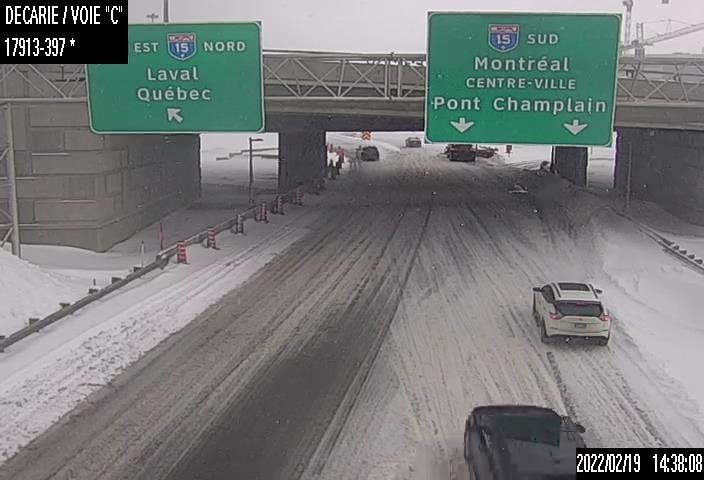 DECARIE / VOIE "C"
17913-397 *
EST 15 NORD
Laval
Québec
15 SUD
Montréal
CENTRE-VILLE
Pont Champlain
2022/02/19 14:38:08